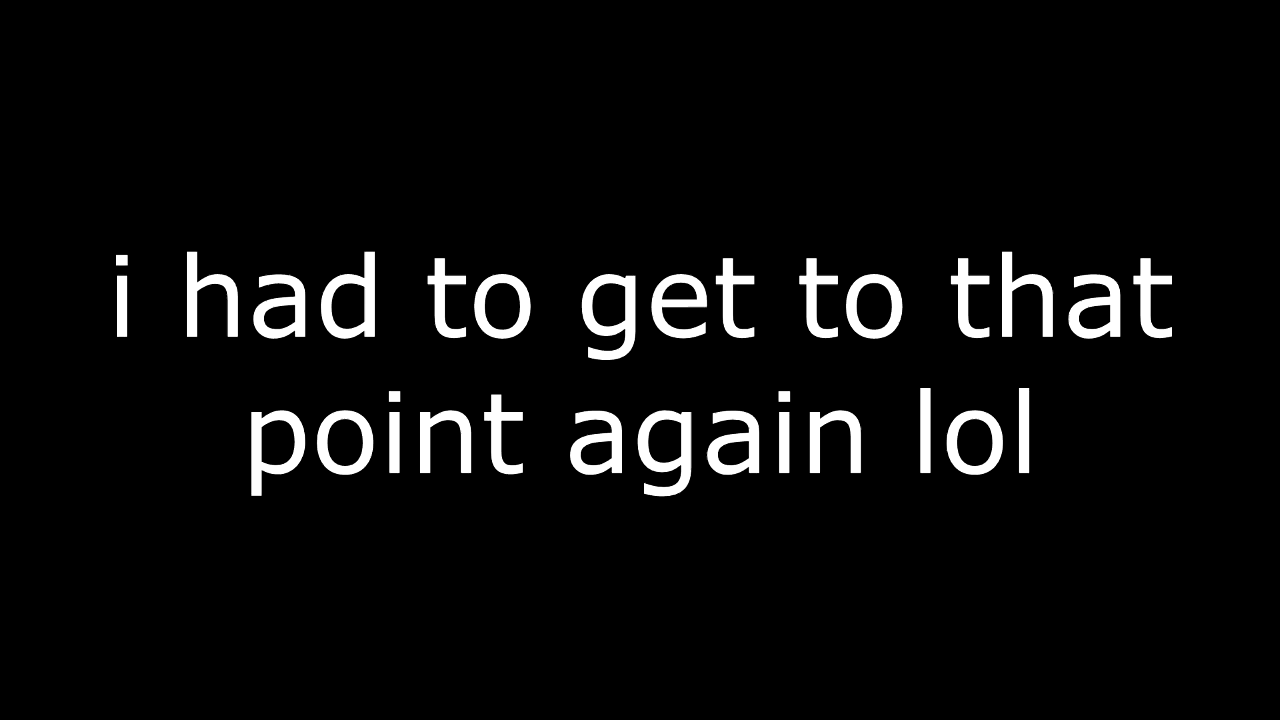 i had to get to that
point again lol